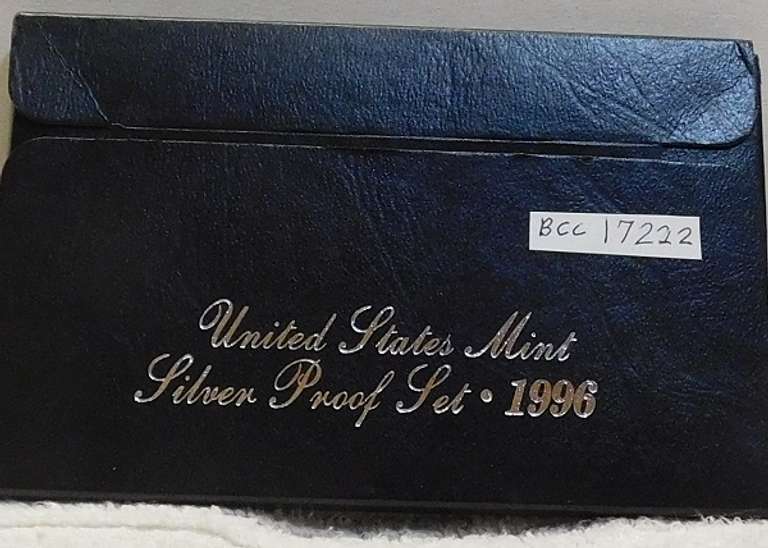 BCC 17222
United States Mint
Silver Proof Set • 1996